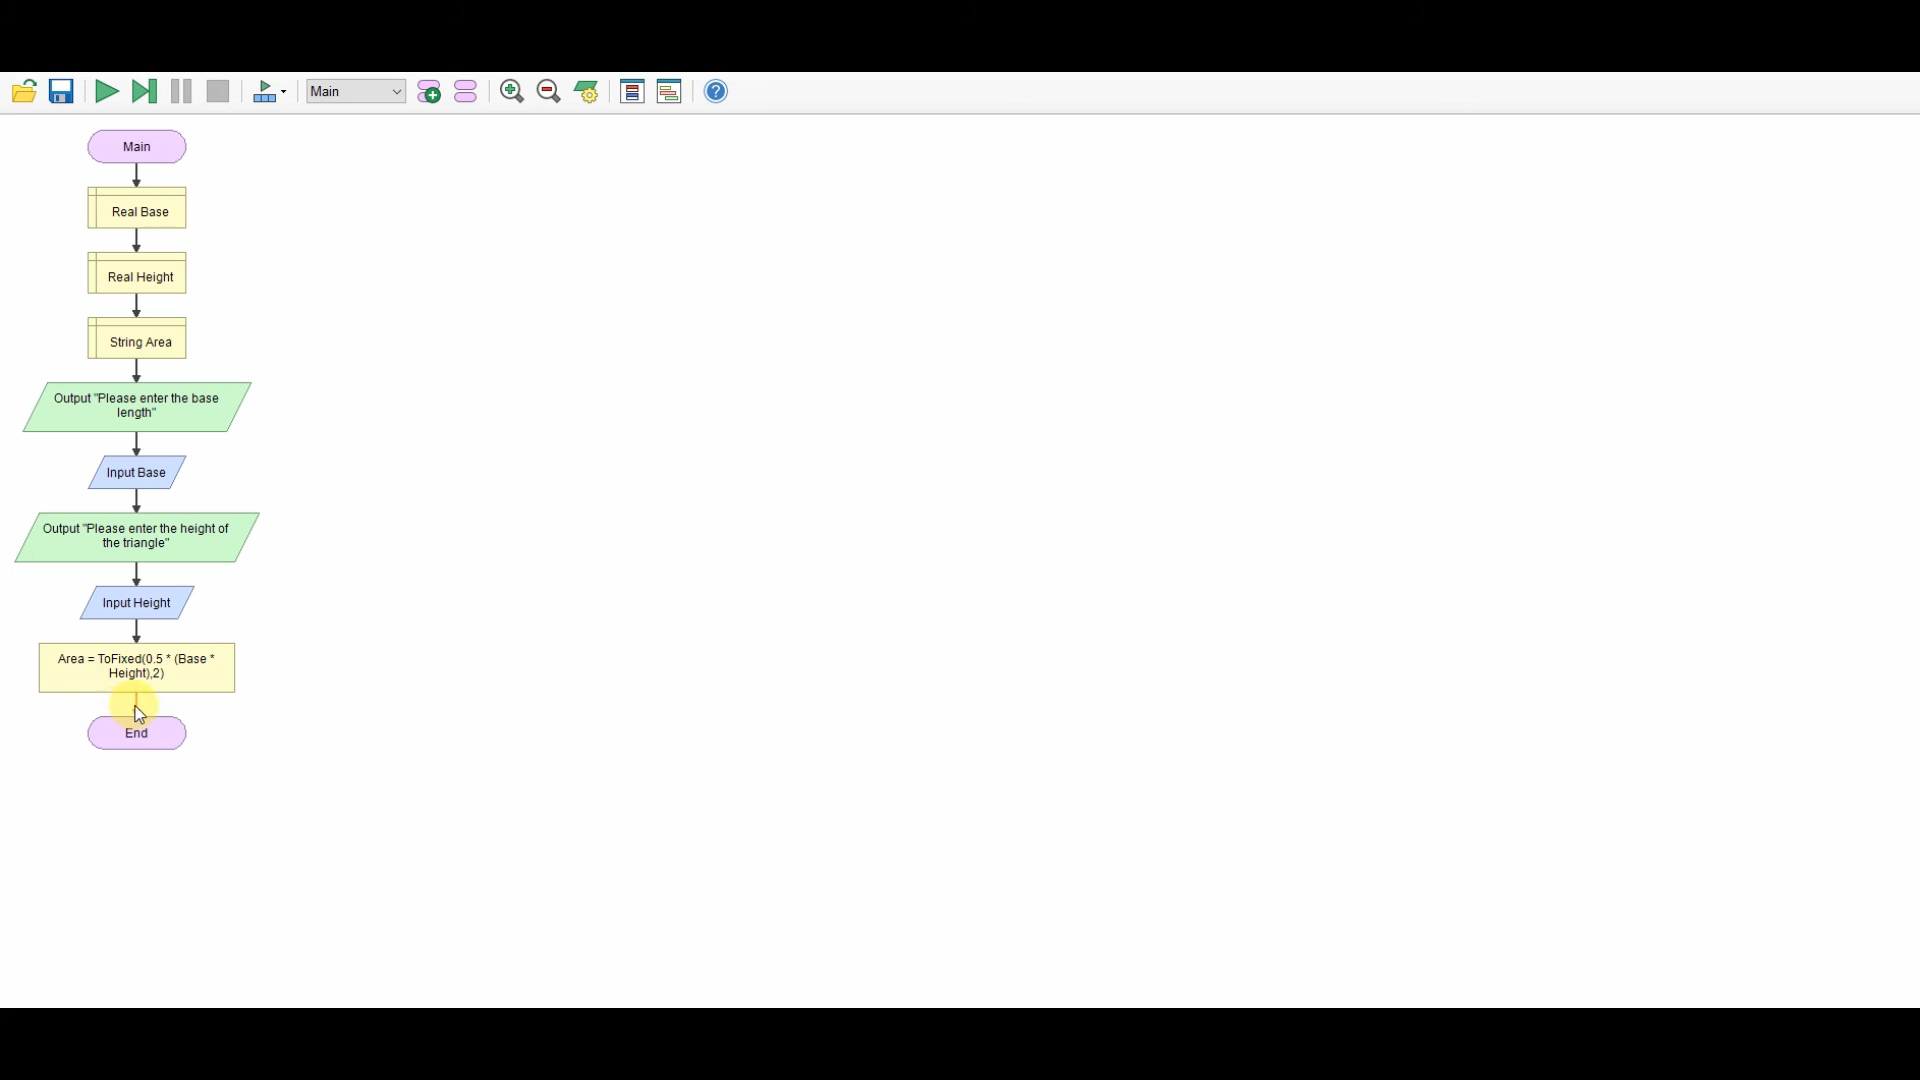 Main
Main
Real Base
Real Height
String Area
Output "Please enter the base
length"
Input Base
Output "Please enter the height of
the triangle"
Input Height
Area = ToFixed(0.5 * (Base *
Height),2)
End